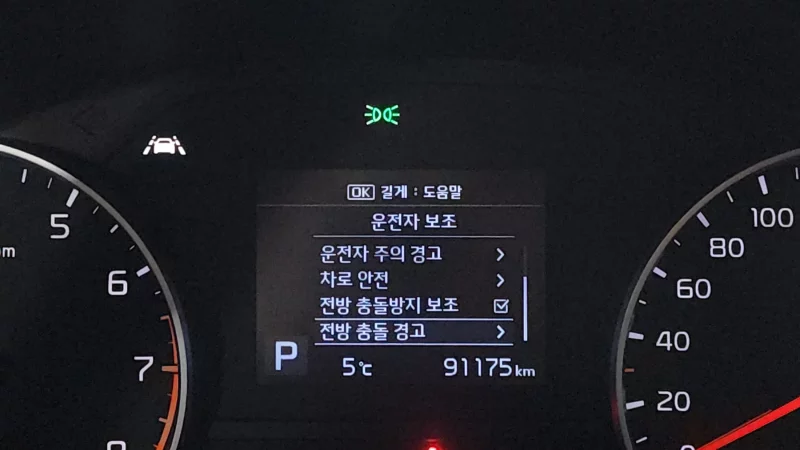 OK 길게 : 도움말
운전자 보조
운전자 주의 경고
차로 안전
전방 충돌방지 보조
전방 충돌 경고
P 5℃ 91175km
5
6
7
100
80
60
40
20